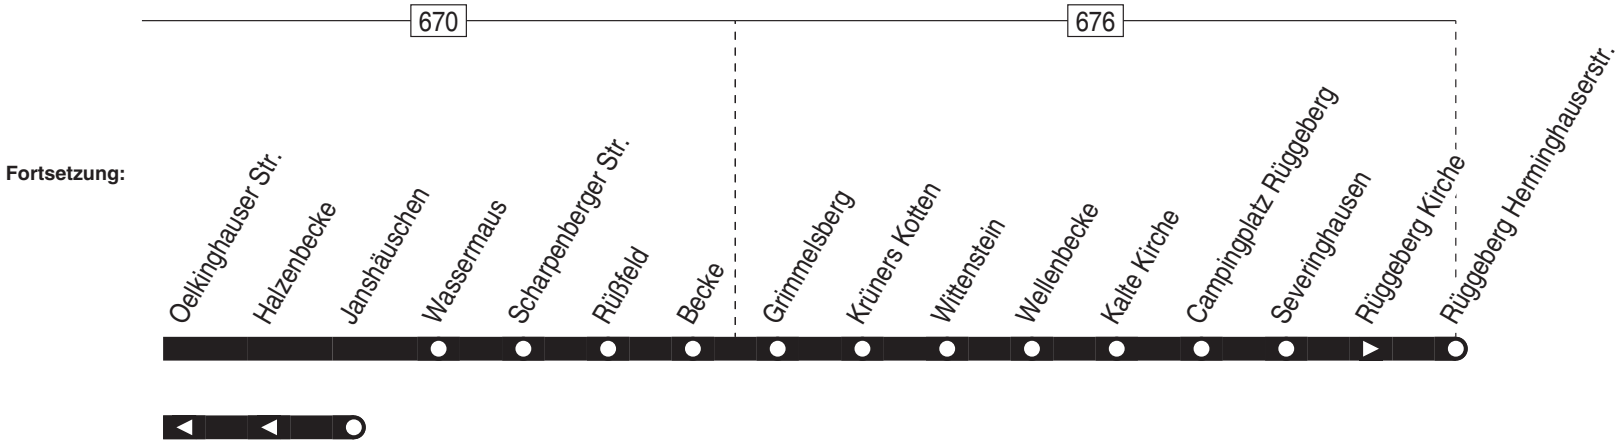 670
676
Fortsetzung:
Oelkinghauser Str.
Halzenbecke
Janshäuschen
Wassermaus
Scharpenberger Str.
Rüßfeld
Becke
Grimmelsberg
Krüners Kotten
Wittenstein
Wellenbecke
Kalte Kirche
Campingplatz Rüggeberg
Severinghausen
Rüggeberg Kirche
Rüggeberg Herminghauserstr.